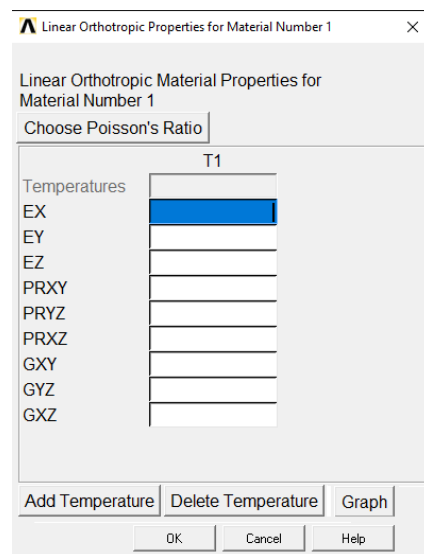 Linear Orthotropic Properties for Material Number 1
Linear Orthotropic Material Properties for
Material Number 1
Choose Poisson's Ratio
T1
Temperatures
EX
EY
EZ
PRXY
PRYZ
PRXZ
GXY
GYZ
GXZ
Add Temperature Delete Temperature Graph
OK Cancel Help